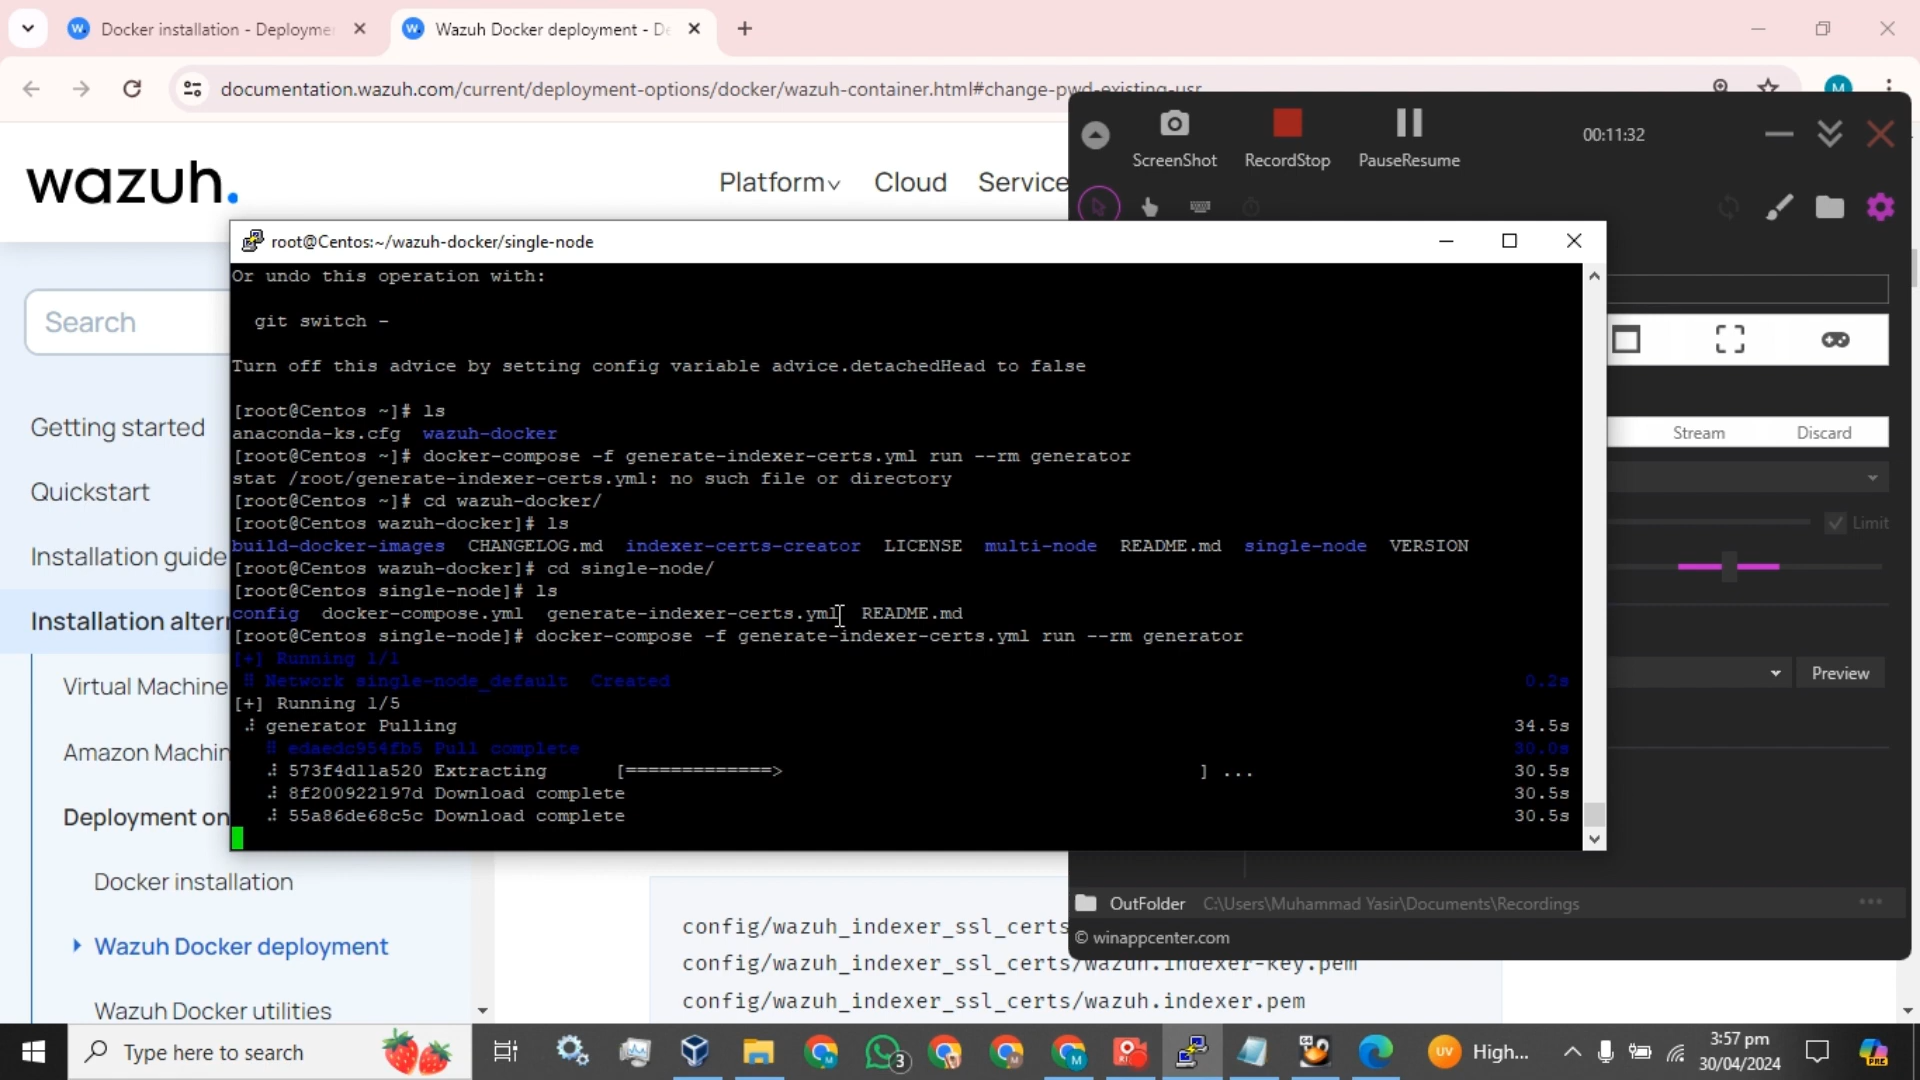 Docker installation - Deployme
Wazuh Docker deployment - De
documentation.wazuh.com/current/deployment-options/docker/wazuh-container.html#change-pwd-existing-usr
M
ScreenShot
RecordStop
PauseResume
00:11:32
wazuh.
Platform
Cloud
Service
root@Centos:~/wazuh-docker/single-node
Or undo this operation with:
git switch -
Turn off this advice by setting config variable advice.detachedHead to false
[root@Centos ~]# ls
anaconda-ks.cfg  wazuh-docker
[root@Centos ~]# docker-compose -f generate-indexer-certs.yml run --rm generator
stat /root/generate-indexer-certs.yml: no such file or directory
[root@Centos ~]# cd wazuh-docker/
[root@Centos wazuh-docker]# ls
build-docker-images  CHANGELOG.md  indexer-certs-creator  LICENSE  multi-node  README.md  single-node  VERSION
[root@Centos wazuh-docker]# cd single-node/
[root@Centos single-node]# ls
config  docker-compose.yml  generate-indexer-certs.yml  README.md
[root@Centos single-node]# docker-compose -f generate-indexer-certs.yml run --rm generator
[+] Running 1/1
⠿ Network single-node_default  Created 0.2s
[+] Running 1/5
⠼ generator Pulling 34.5s
⠿ edaedc954fb5 Pull complete 30.0s
⠼ 573f4d11a520 Extracting [=============> ] ... 30.5s
⠼ 8f200922197d Download complete 30.5s
⠼ 55a86de68c5c Download complete 30.5s
Search
Getting started
Quickstart
Installation guide
Installation altern
Virtual Machine
Amazon Machin
Deployment on
Docker installation
Wazuh Docker deployment
Wazuh Docker utilities
Stream
Discard
Limit
Preview
OutFolder C:\Users\Muhammad Yasir\Documents\Recordings
© winappcenter.com
config/wazuh_indexer_ssl_certs
config/wazuh_indexer_ssl_certs/wazuh.indexer-key.pem
config/wazuh_indexer_ssl_certs/wazuh.indexer.pem
Type here to search
3
UV
High...
3:57 pm
30/04/2024
PRE